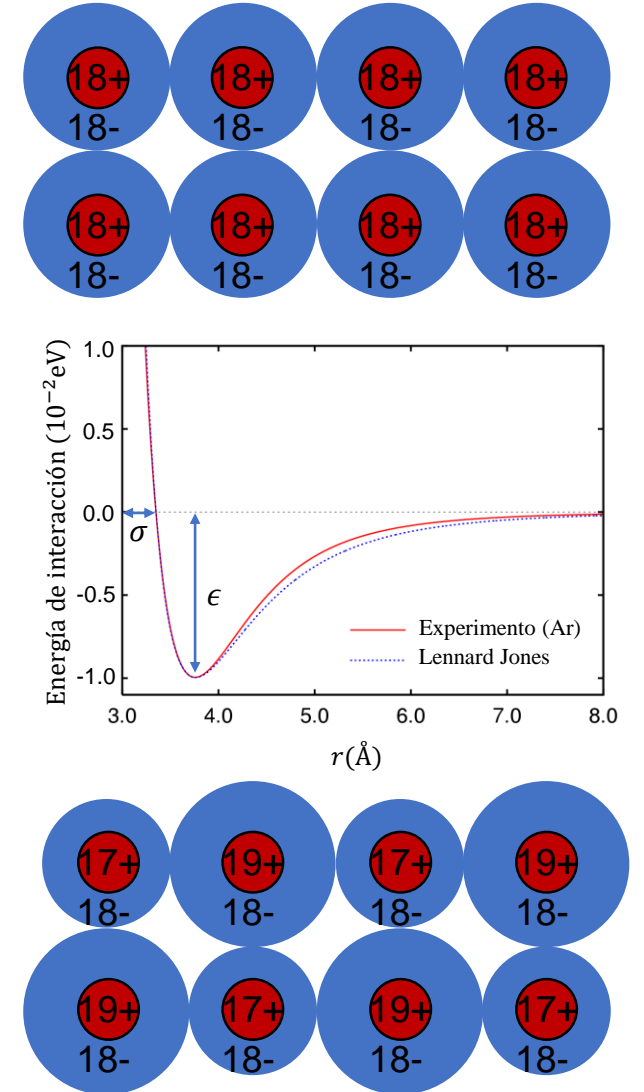 18+ 18+ 18+ 18+
18- 18- 18- 18-
18+ 18+ 18+ 18+
18- 18- 18- 18-
Energía de interacción (10⁻²eV)
1.0
0.5
0.0
σ
ϵ
-0.5
Experimento (Ar)
Lennard Jones
-1.0
3.0 4.0 5.0 6.0 7.0 8.0
r(Å)
17+ 19+ 17+ 19+
18- 18- 18- 18-
19+ 17+ 19+ 17+
18- 18- 18- 18-